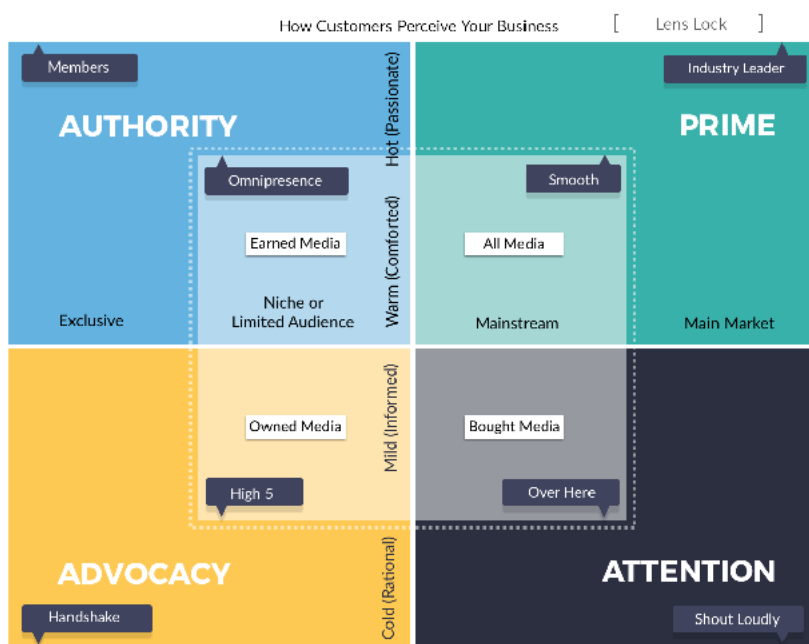 How Customers Perceive Your Business
[ Lens Lock ]
Members
Industry Leader
AUTHORITY
Hot (Passionate)
PRIME
Omnipresence
Smooth
Earned Media
Warm (Comforted)
All Media
Exclusive
Niche or
Limited Audience
Mainstream
Main Market
Owned Media
Mild (Informed)
Bought Media
High 5
Over Here
ADVOCACY
Cold (Rational)
ATTENTION
Handshake
Shout Loudly